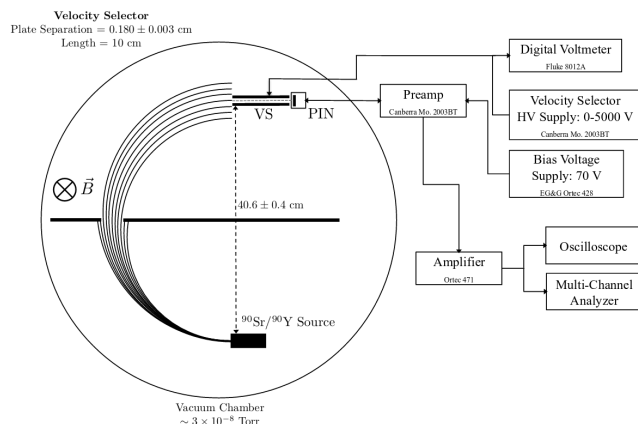 Velocity Selector
Plate Separation = 0.180 ± 0.003 cm
Length = 10 cm
VS
PIN
⊗ B⃗
40.6 ± 0.4 cm
⁹⁰Sr/⁹⁰Y Source
Vacuum Chamber
∼ 3 × 10⁻⁸ Torr
Preamp
Canberra Mo. 2003BT
Digital Voltmeter
Fluke 8012A
Velocity Selector
HV Supply: 0-5000 V
Canberra Mo. 2003BT
Bias Voltage
Supply: 70 V
EG&G Ortec 428
Amplifier
Ortec 471
Oscilloscope
Multi-Channel
Analyzer